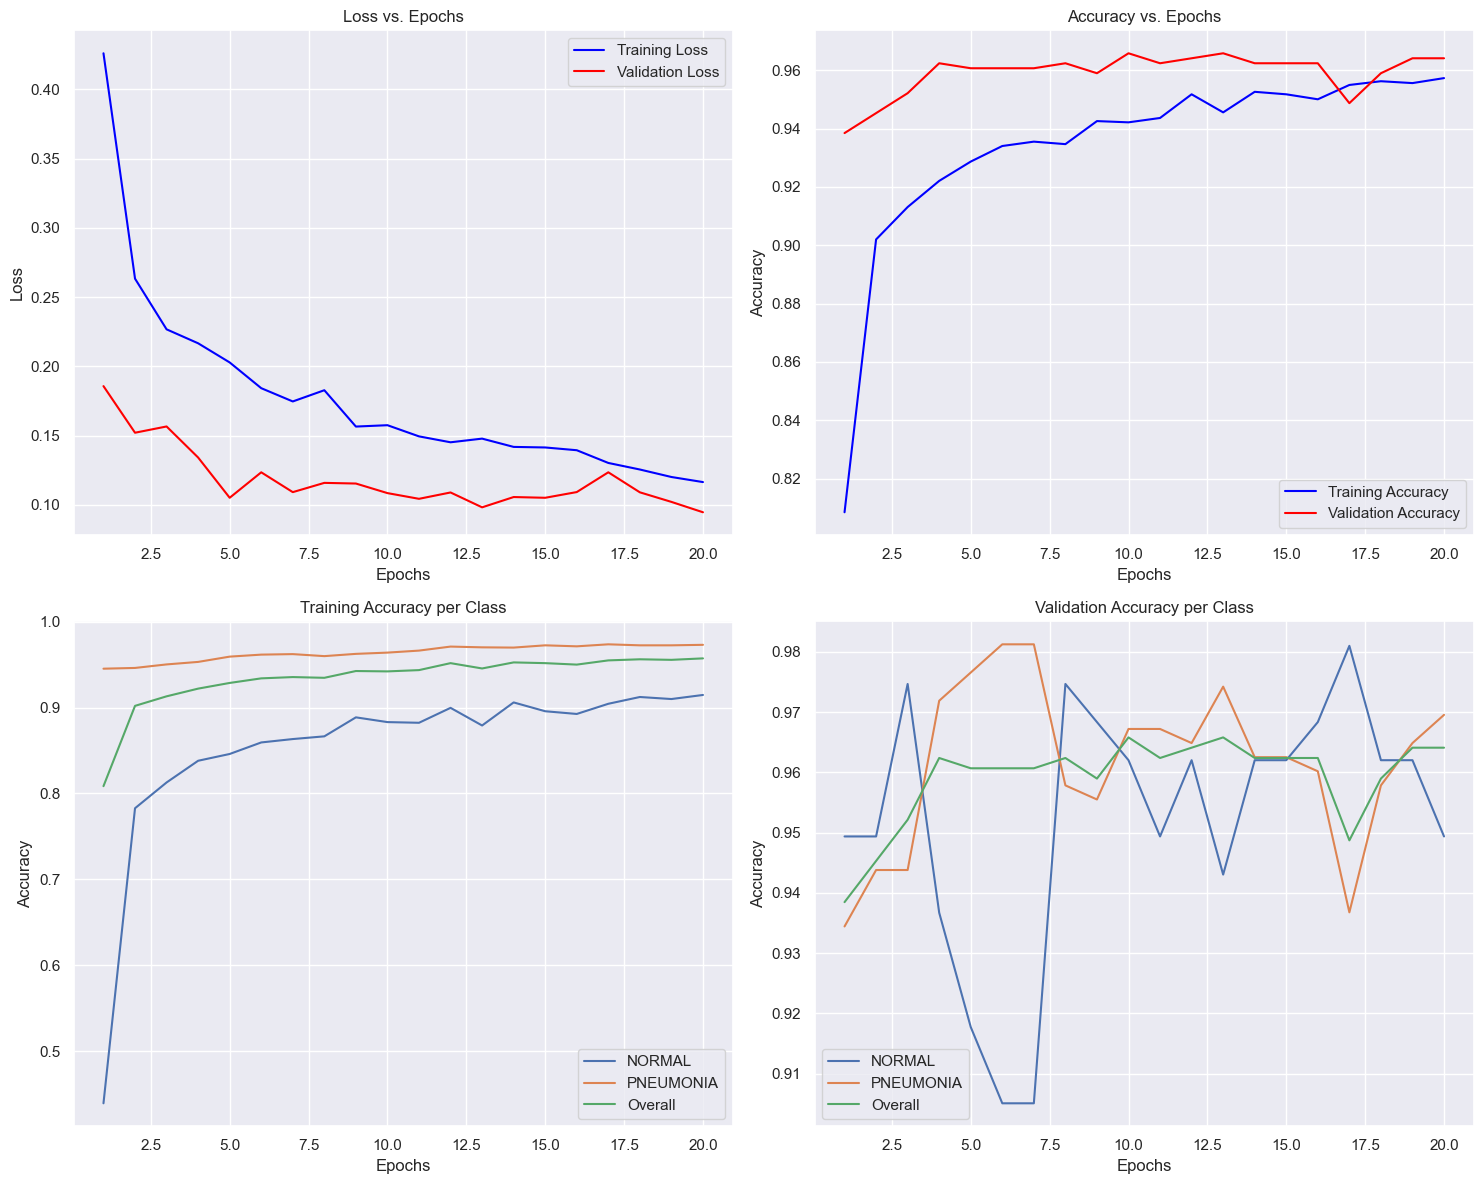 Loss vs. Epochs
Training Loss
Validation Loss
0.40
0.35
0.30
0.25
0.20
0.15
0.10
Loss
2.5 5.0 7.5 10.0 12.5 15.0 17.5 20.0
Epochs
Accuracy vs. Epochs
0.96
0.94
0.92
0.90
0.88
0.86
0.84
0.82
Accuracy
Training Accuracy
Validation Accuracy
2.5 5.0 7.5 10.0 12.5 15.0 17.5 20.0
Epochs
Training Accuracy per Class
1.0
0.9
0.8
0.7
0.6
0.5
Accuracy
NORMAL
PNEUMONIA
Overall
2.5 5.0 7.5 10.0 12.5 15.0 17.5 20.0
Epochs
Validation Accuracy per Class
0.98
0.97
0.96
0.95
0.94
0.93
0.92
0.91
Accuracy
NORMAL
PNEUMONIA
Overall
2.5 5.0 7.5 10.0 12.5 15.0 17.5 20.0
Epochs